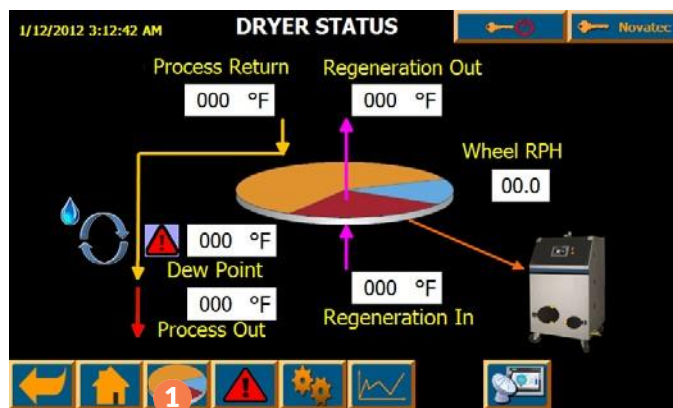 1/12/2012 3:12:42 AM
DRYER STATUS
Novatec
Process Return
Regeneration Out
000 °F
000 °F
Wheel RPH
00.0
000 °F
Dew Point
000 °F
Process Out
000 °F
Regeneration In
1